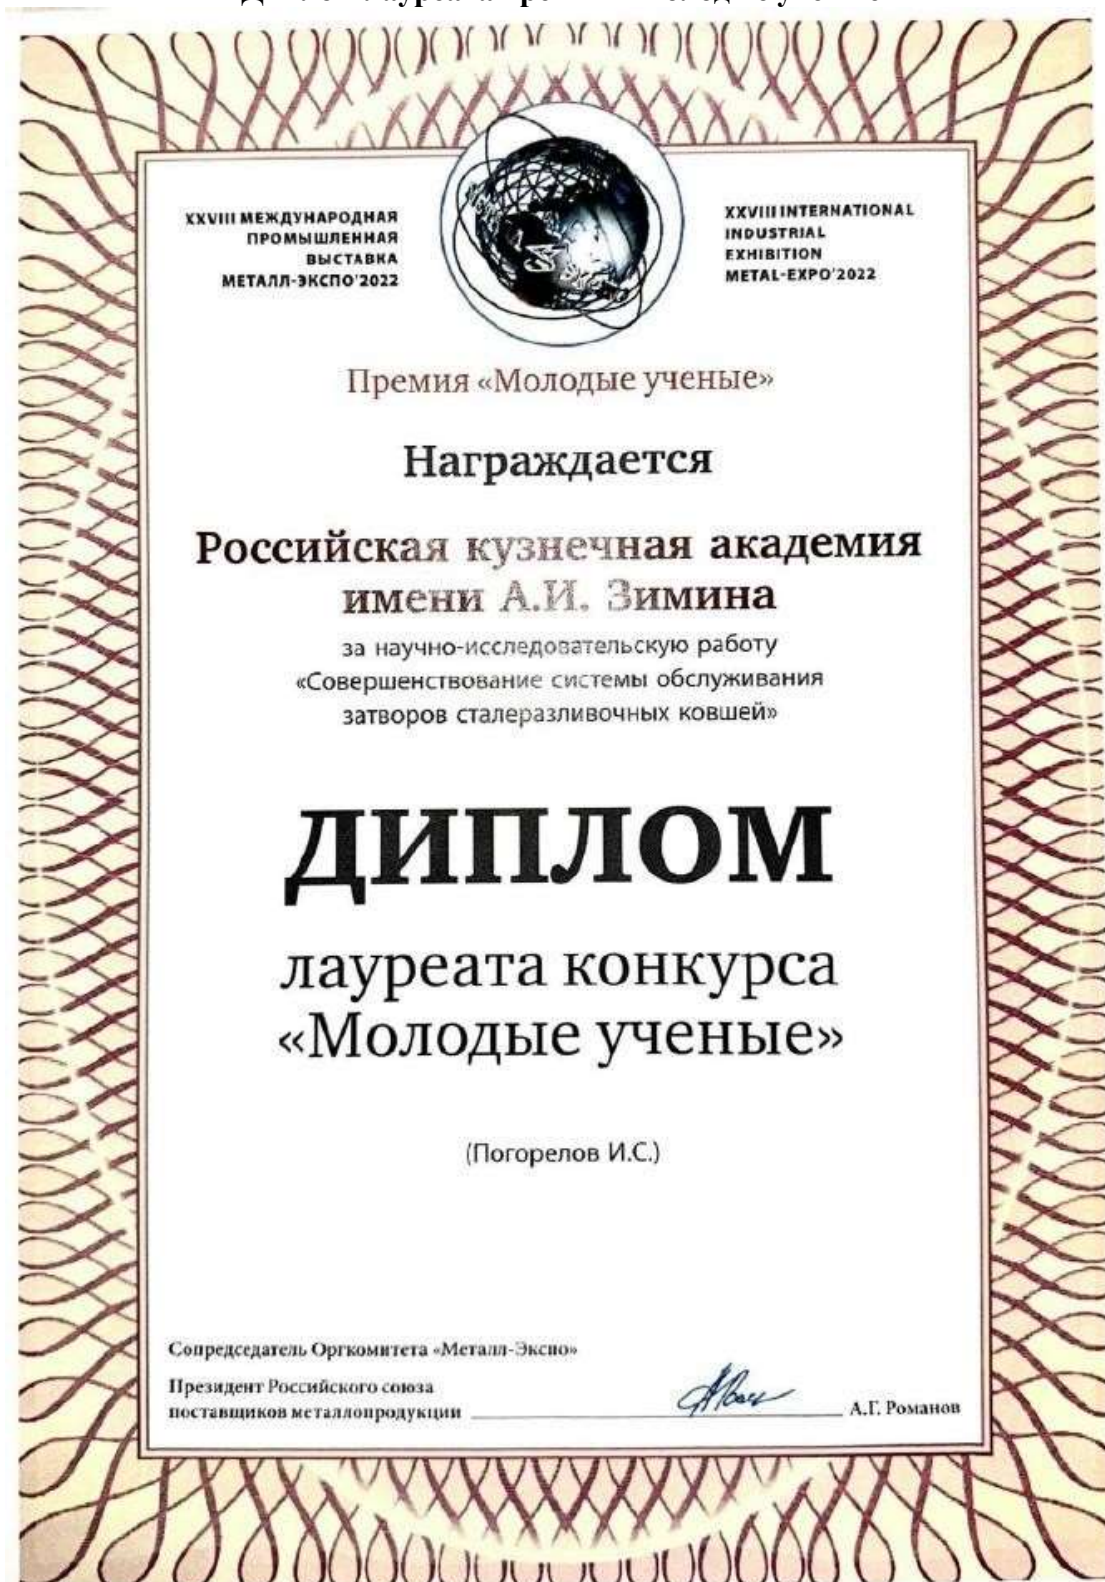 XXVIII МЕЖДУНАРОДНАЯ
ПРОМЫШЛЕННАЯ
ВЫСТАВКА
МЕТАЛЛ-ЭКСПО'2022
XXVIII INTERNATIONAL
INDUSTRIAL
EXHIBITION
METAL-EXPO'2022
Премия «Молодые ученые»
Награждается
Российская кузнечная академия
имени А.И. Зимина
за научно-исследовательскую работу
«Совершенствование системы обслуживания
затворов сталеразливочных ковшей»
ДИПЛОМ
лауреата конкурса
«Молодые ученые»
(Погорелов И.С.)
Сопредседатель Оргкомитета «Металл-Экспо»
Президент Российского союза
поставщиков металлопродукции
А.Г. Романов